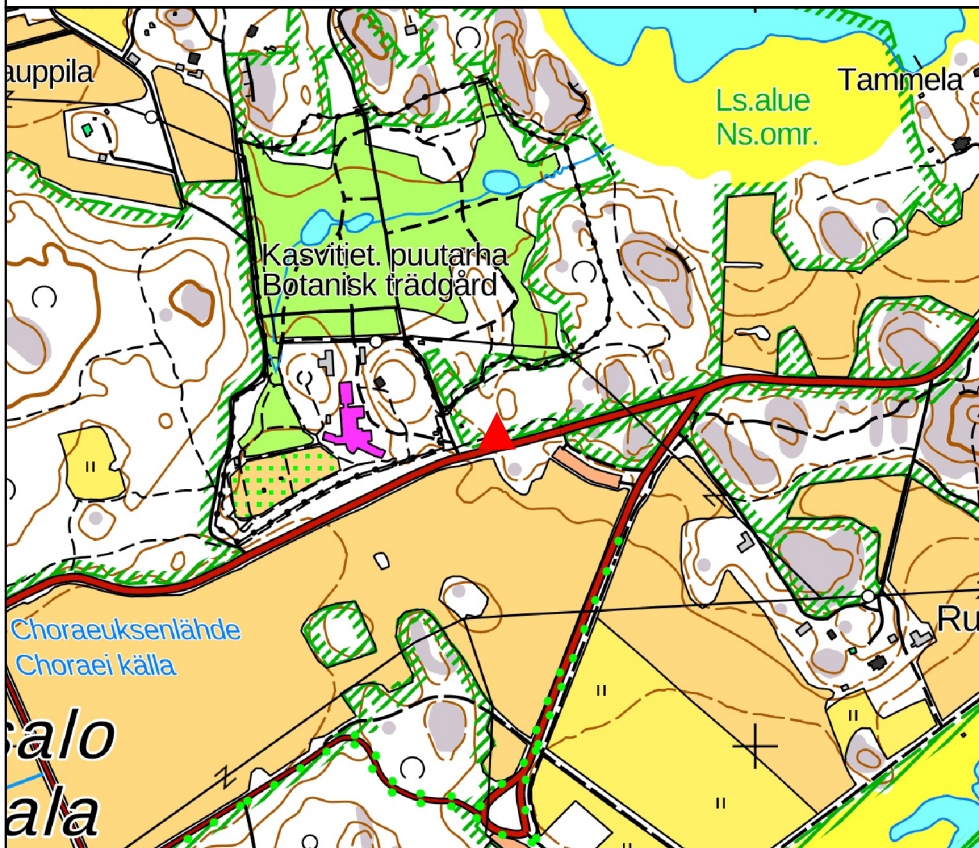 auppila
Tammela
Ls.alue
Ns.omr.
Kasvitiet. puutarha
Botanisk trädgård
Choraeuksenlähde
Choraei källa
Ru
salo
ala